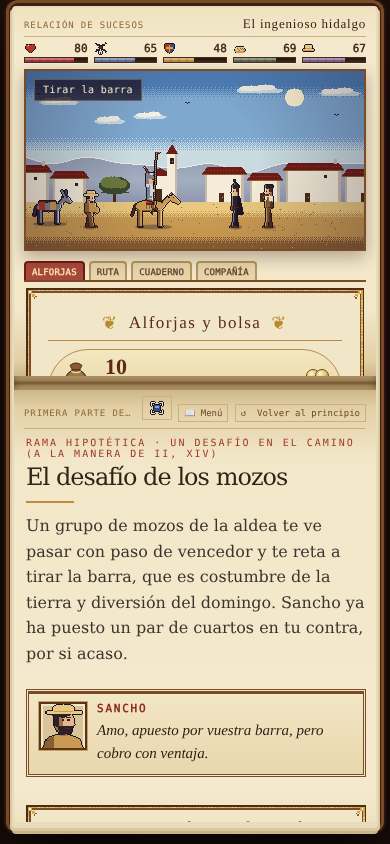 RELACIÓN DE SUCESOS
El ingenioso hidalgo
80 65 48 69 67
Tirar la barra
ALFORJAS RUTA CUADERNO COMPAÑÍA
Alforjas y bolsa
10
PRIMERA PARTE DE… 📖 Menú ↺ Volver al principio
RAMA HIPOTÉTICA · UN DESAFÍO EN EL CAMINO
(A LA MANERA DE II, XIV)
El desafío de los mozos
Un grupo de mozos de la aldea te ve
pasar con paso de vencedor y te reta a
tirar la barra, que es costumbre de la
tierra y diversión del domingo. Sancho ya
ha puesto un par de cuartos en tu contra,
por si acaso.
SANCHO
Amo, apuesto por vuestra barra, pero
cobro con ventaja.